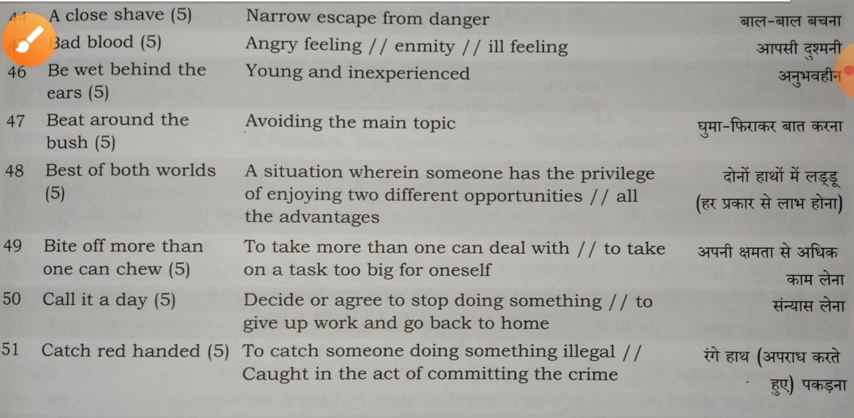 44 A close shave (5) Narrow escape from danger बाल-बाल बचना
Bad blood (5) Angry feeling // enmity // ill feeling आपसी दुश्मनी
46 Be wet behind the Young and inexperienced अनुभवहीन
ears (5)
47 Beat around the Avoiding the main topic घुमा-फिराकर बात करना
bush (5)
48 Best of both worlds A situation wherein someone has the privilege दोनों हाथों में लड्डू
(5) of enjoying two different opportunities // all (हर प्रकार से लाभ होना)
the advantages
49 Bite off more than To take more than one can deal with // to take अपनी क्षमता से अधिक
one can chew (5) on a task too big for oneself काम लेना
50 Call it a day (5) Decide or agree to stop doing something // to संन्यास लेना
give up work and go back to home
51 Catch red handed (5) To catch someone doing something illegal // रंगे हाथ (अपराध करते
Caught in the act of committing the crime हुए) पकड़ना